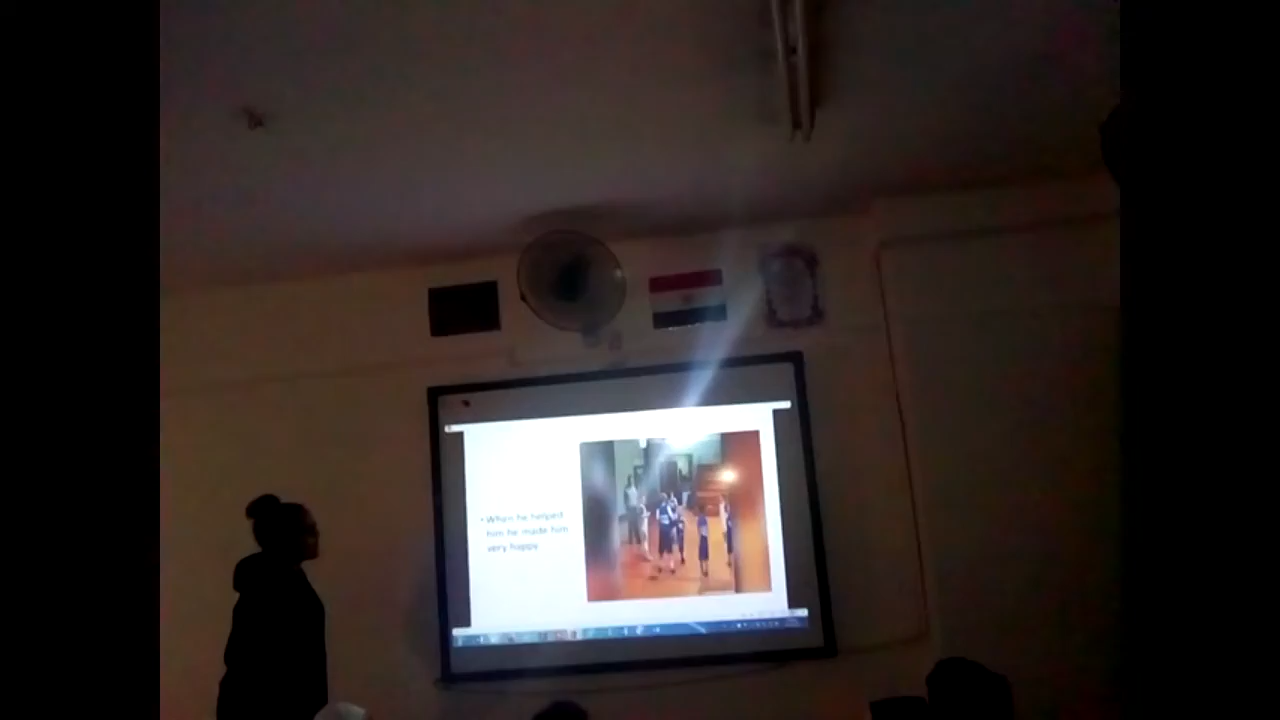 • When he helped
him he made him
very happy